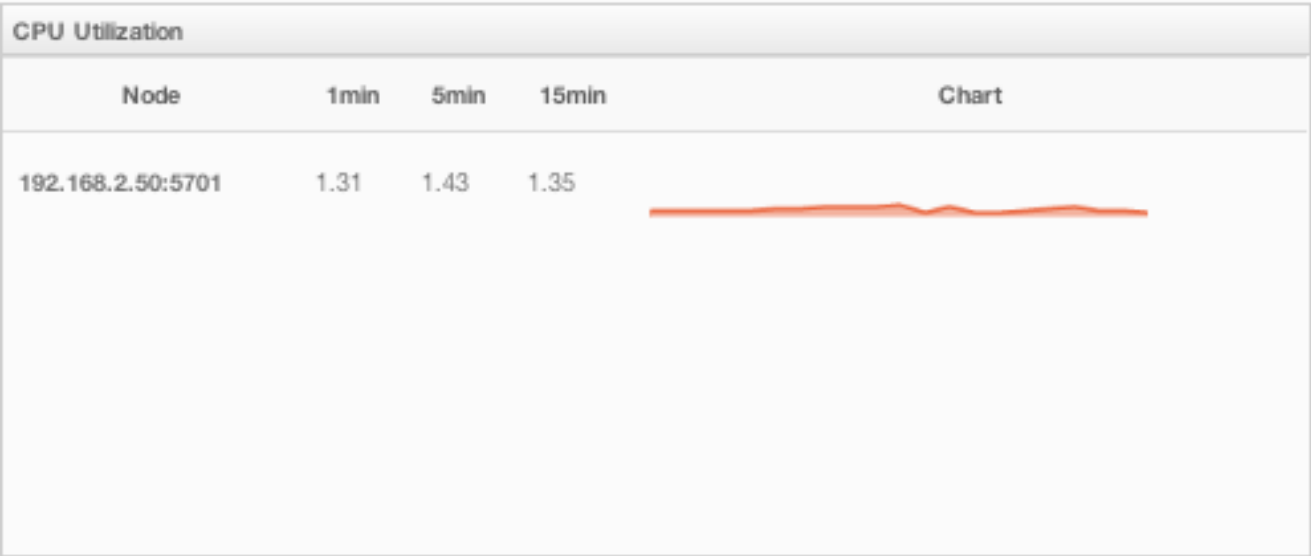 CPU Utilization
Node 1min 5min 15min Chart
192.168.2.50:5701 1.31 1.43 1.35